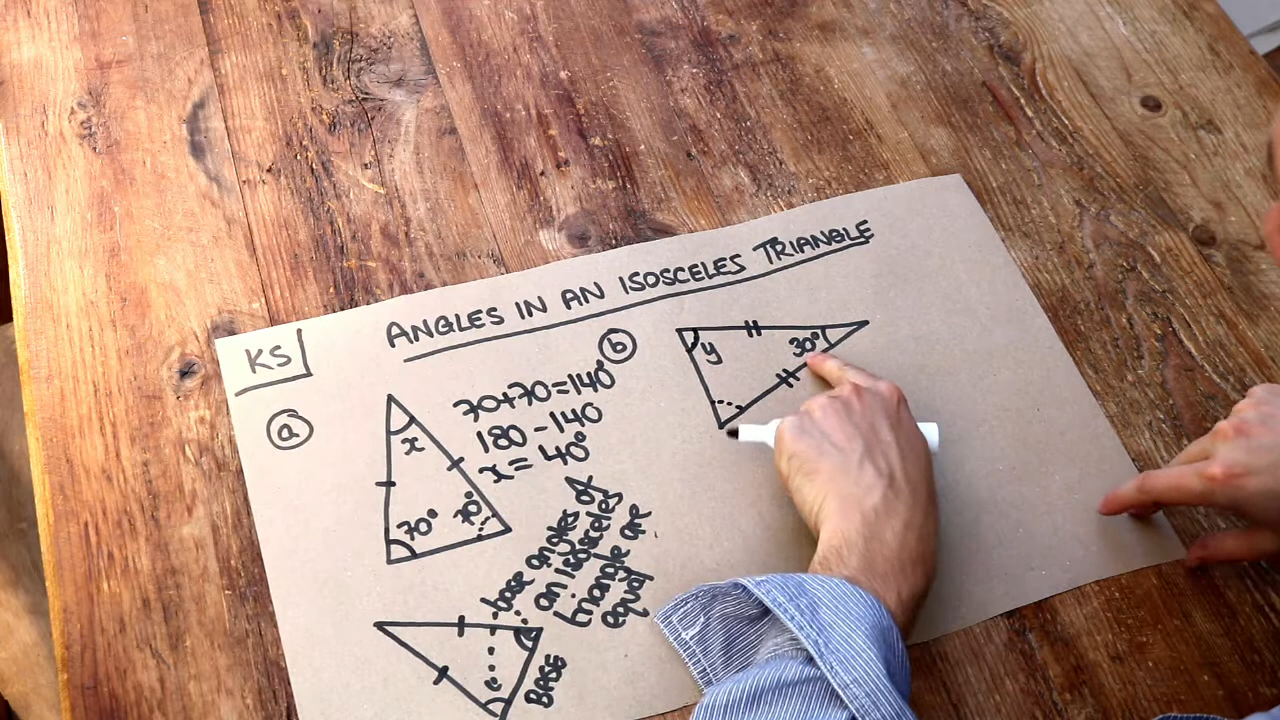 ANGLES IN AN ISOSCELES TRIANGLE
KS
a
x
70°
70°
70+70=140°
180-140
x=40°
base angles of
an isosceles
triangle are
equal
BASE
b
y
30°